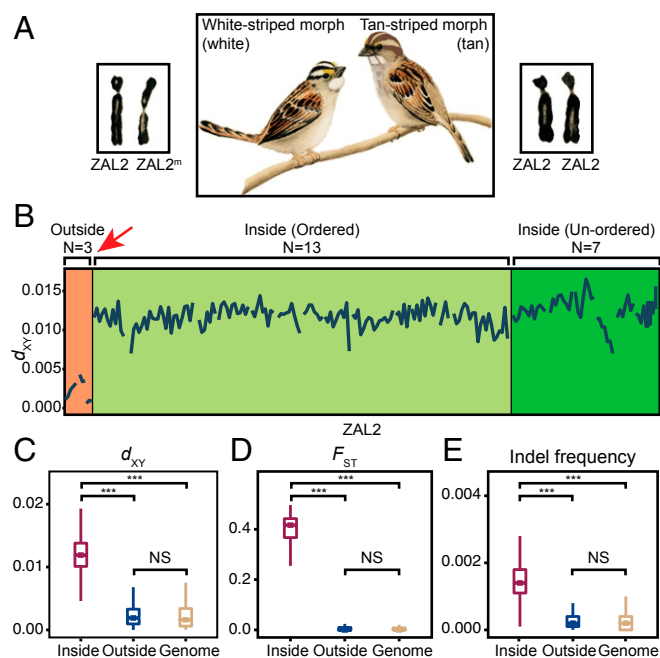 A
White-striped morph
(white)
Tan-striped morph
(tan)
ZAL2 ZAL2ᵐ
ZAL2 ZAL2
B
Outside
N=3
Inside (Ordered)
N=13
Inside (Un-ordered)
N=7
0.015
0.010
0.005
0.000
dXY
ZAL2
C
dXY
0.02
0.01
0.00
***
***
NS
Inside Outside Genome
D
FST
0.4
0.2
0.0
***
***
NS
Inside Outside Genome
E
Indel frequency
0.004
0.002
0.000
***
***
NS
Inside Outside Genome